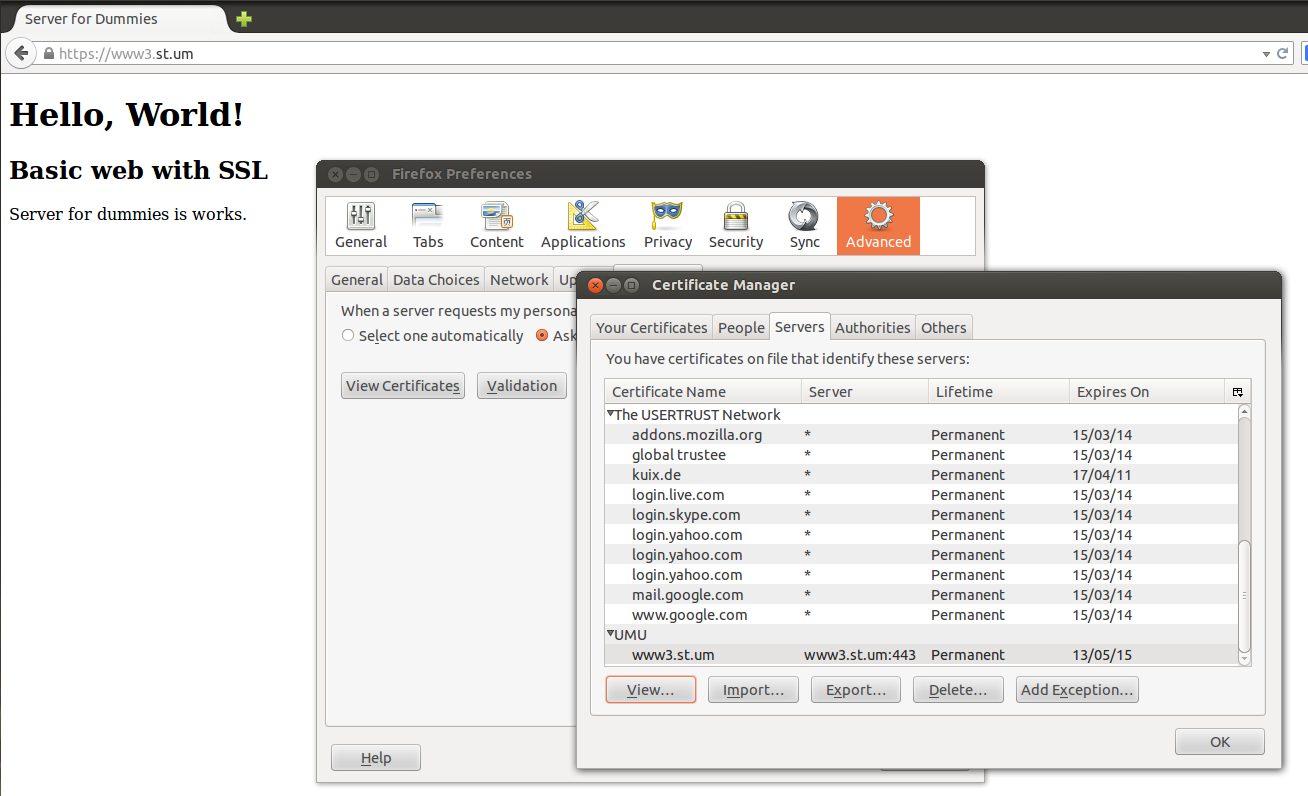 Server for Dummies
https://www3.st.um
Hello, World!
Basic web with SSL
Server for dummies is works.
Firefox Preferences
General Tabs Content Applications Privacy Security Sync Advanced
General Data Choices Network Up
When a server requests my persona
Select one automatically Ask
View Certificates Validation
Help
Certificate Manager
Your Certificates People Servers Authorities Others
You have certificates on file that identify these servers:
Certificate Name Server Lifetime Expires On
The USERTRUST Network
addons.mozilla.org * Permanent 15/03/14
global trustee * Permanent 15/03/14
kuix.de * Permanent 17/04/11
login.live.com * Permanent 15/03/14
login.skype.com * Permanent 15/03/14
login.yahoo.com * Permanent 15/03/14
login.yahoo.com * Permanent 15/03/14
login.yahoo.com * Permanent 15/03/14
mail.google.com * Permanent 15/03/14
www.google.com * Permanent 15/03/14
UMU
www3.st.um www3.st.um:443 Permanent 13/05/15
View... Import... Export... Delete... Add Exception...
OK